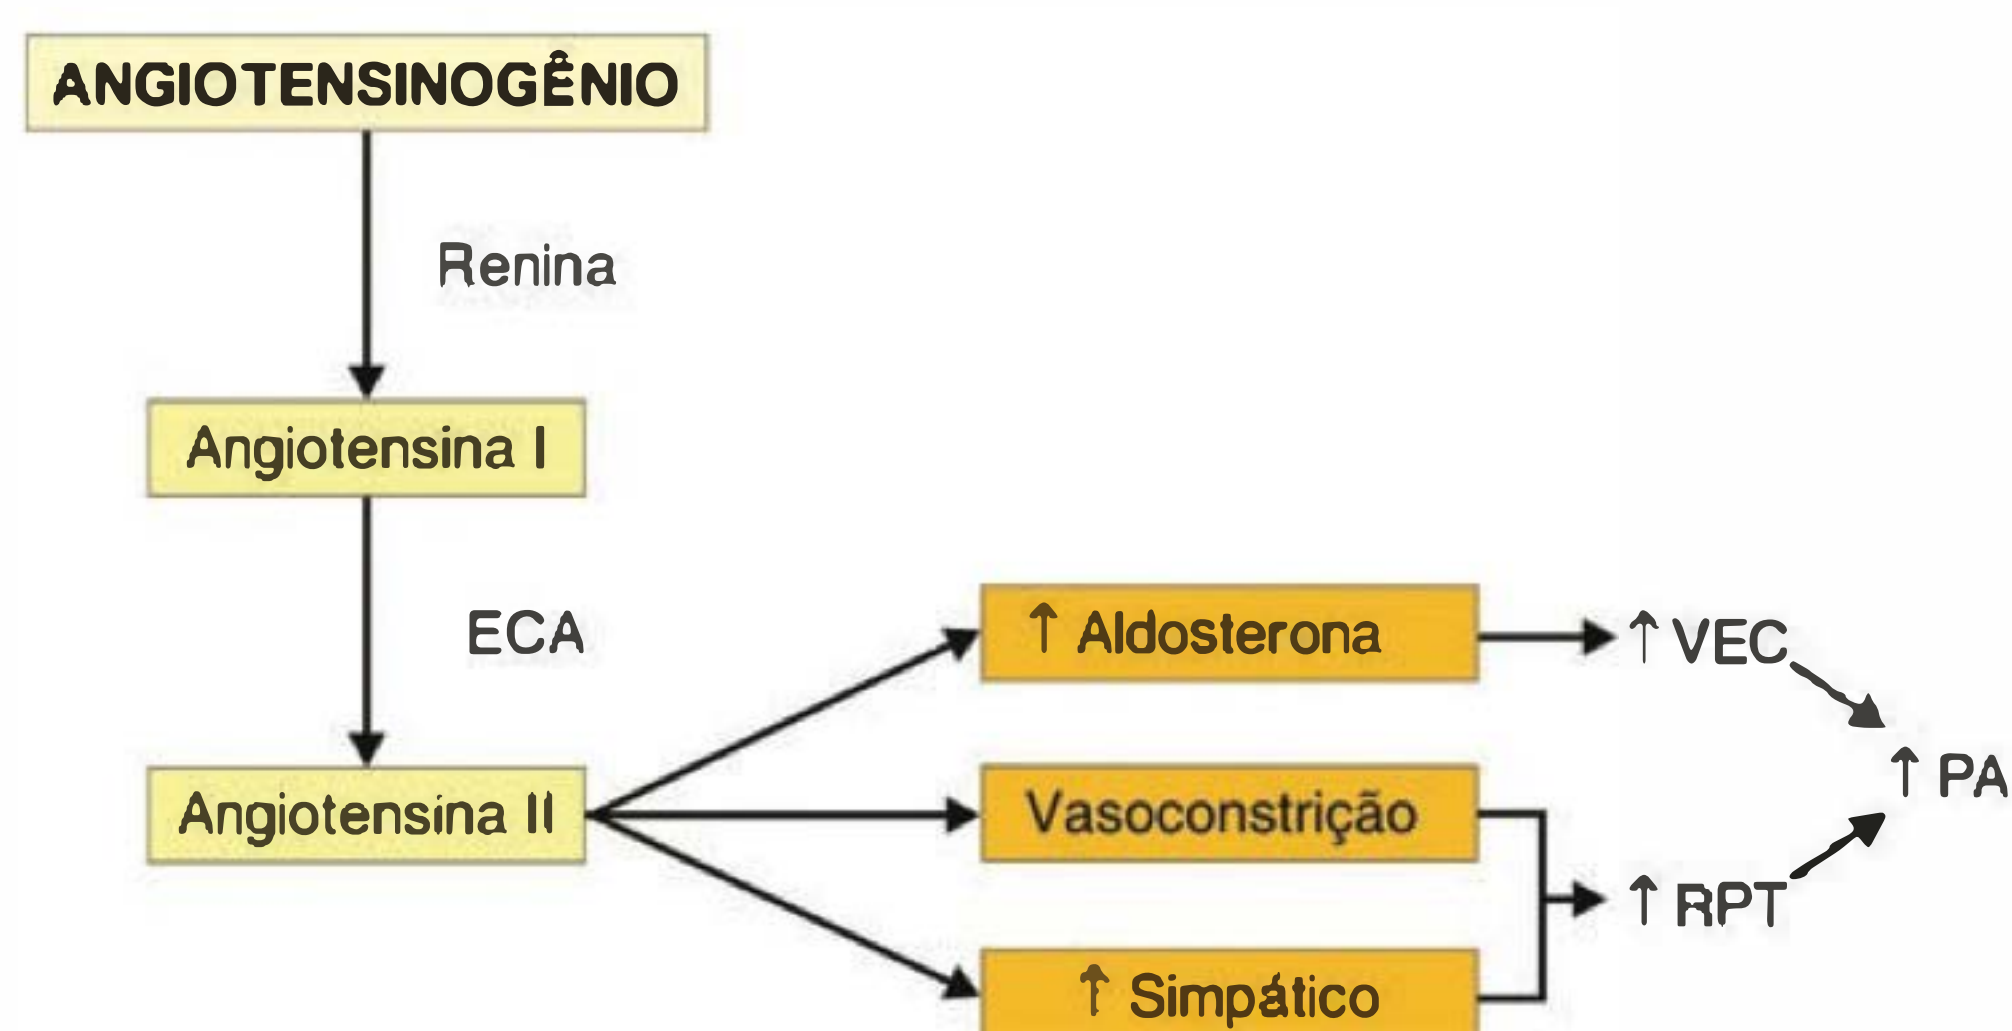 ANGIOTENSINOGÊNIO
Renina
Angiotensina I
ECA
↑ Aldosterona
↑ VEC
Angiotensina II
Vasoconstrição
↑ PA
↑ RPT
↑ Simpático